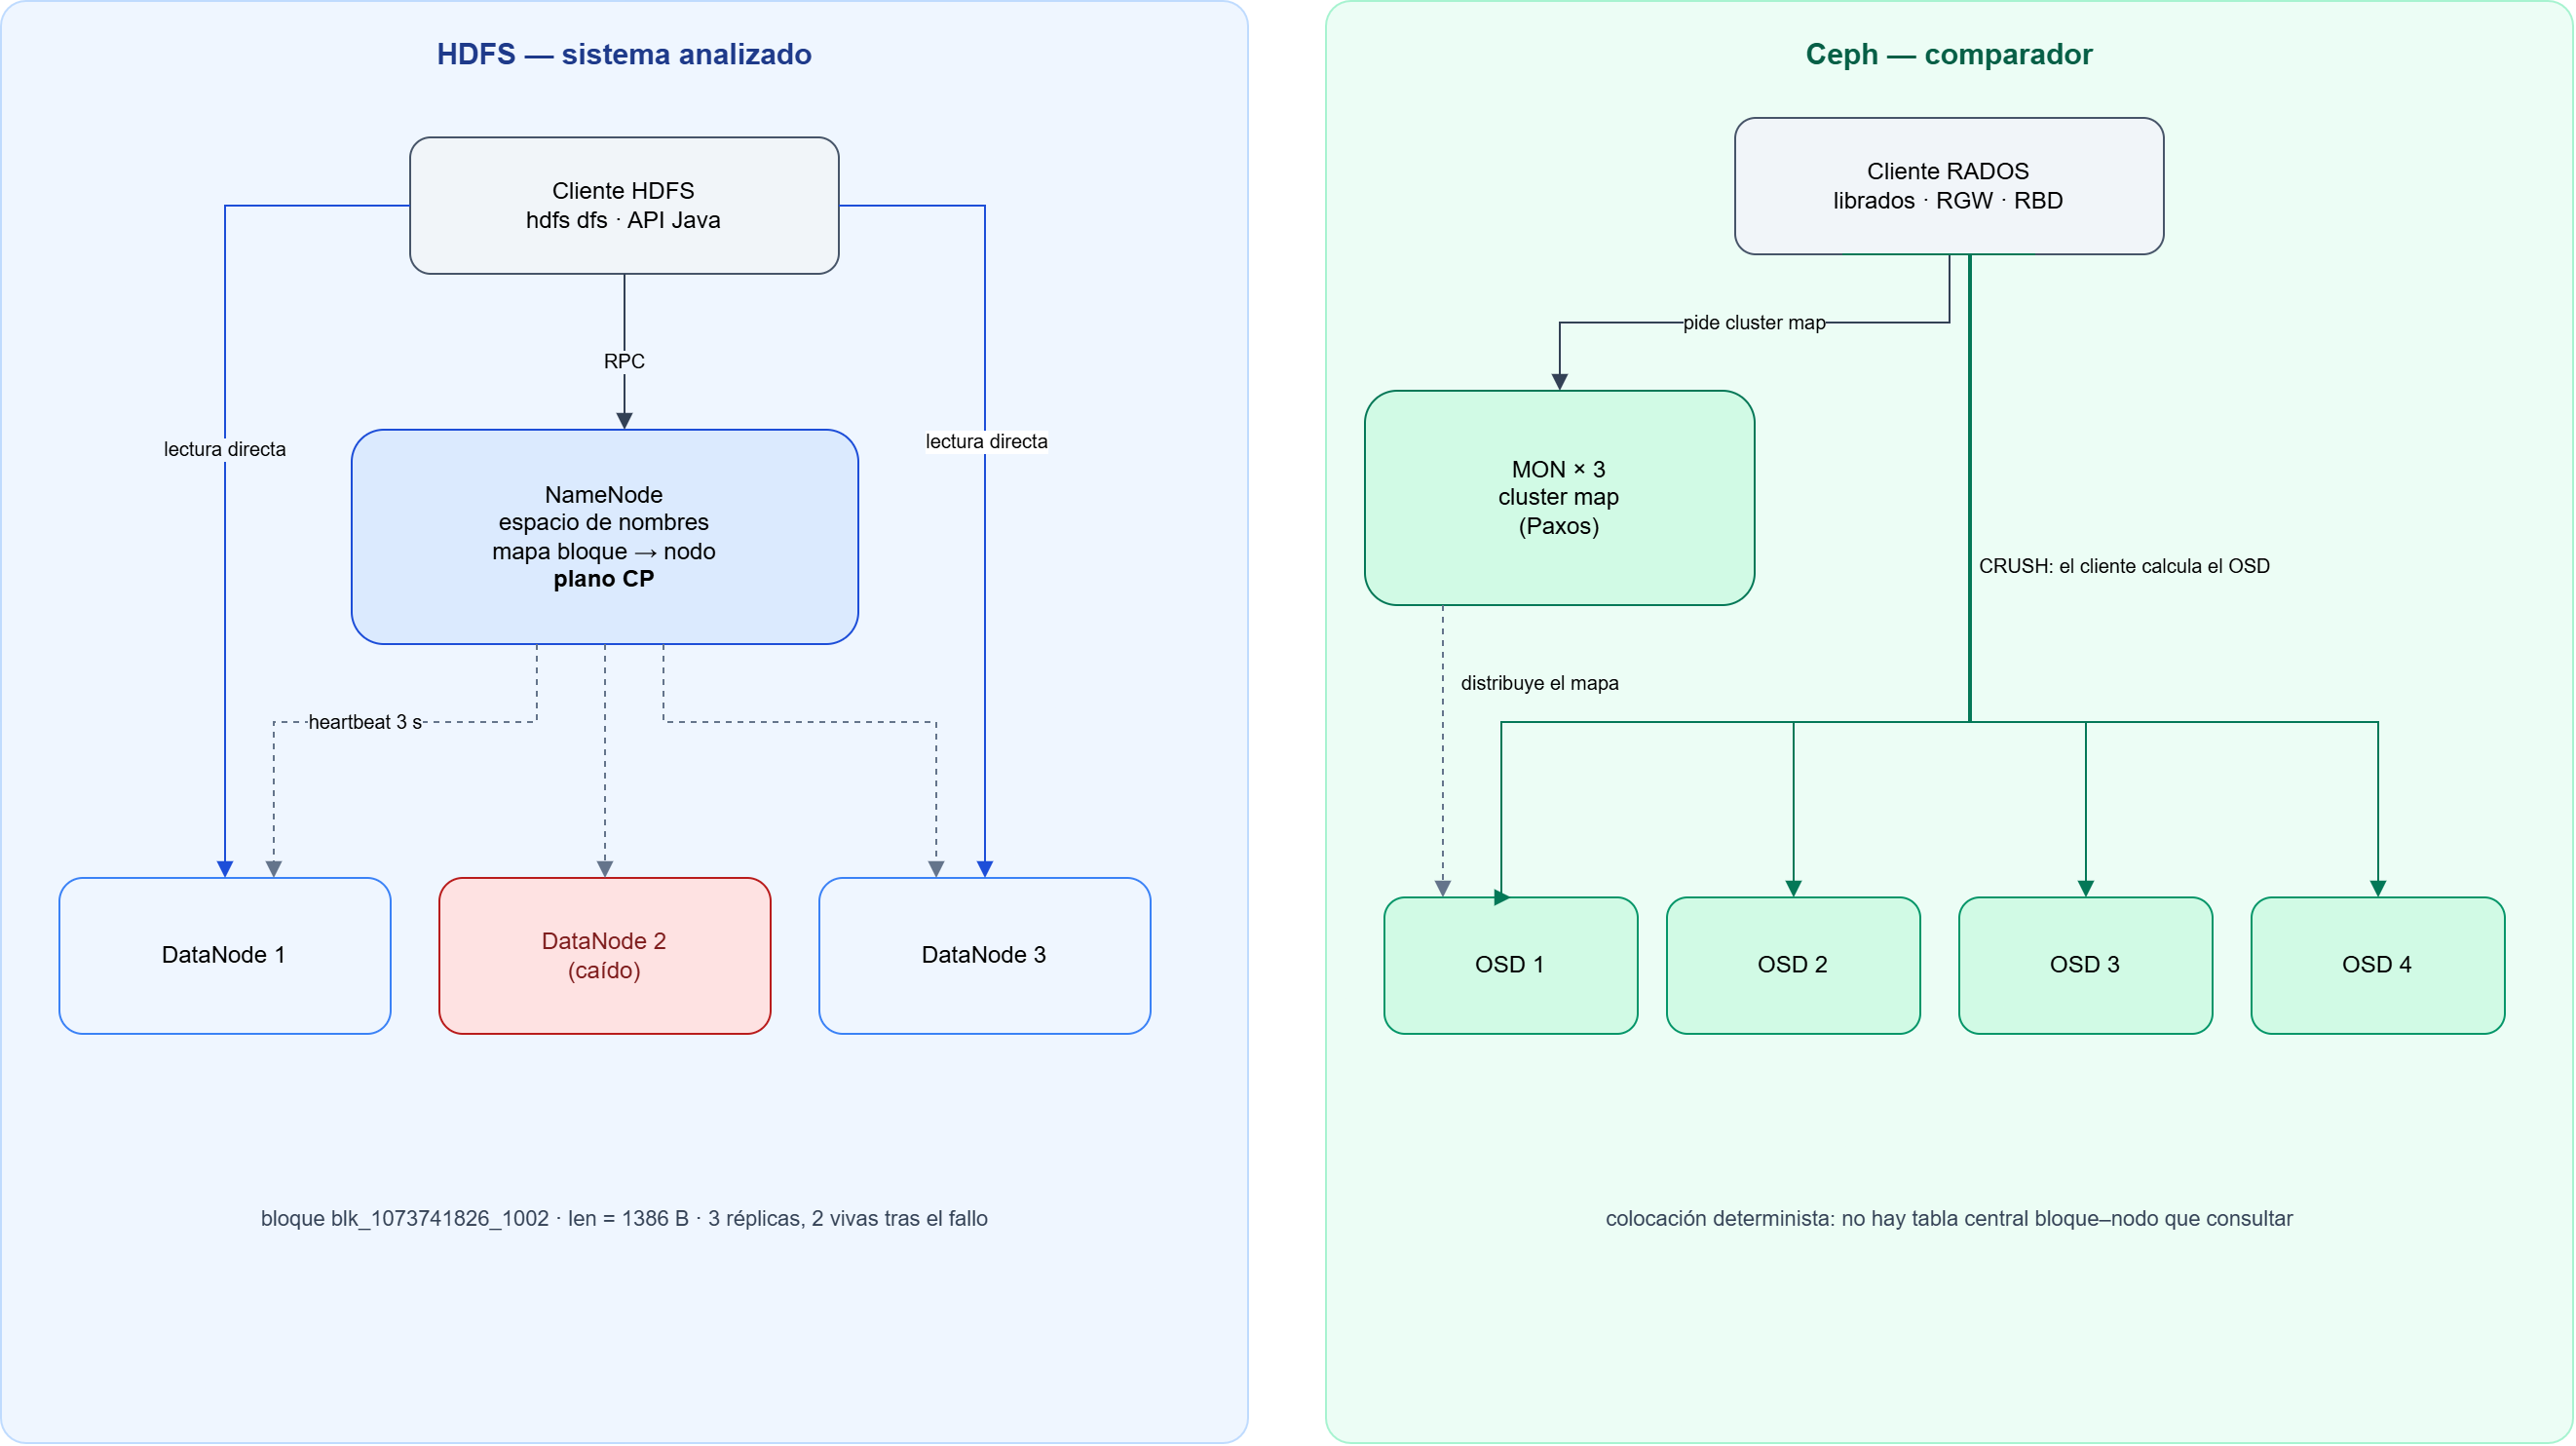 HDFS — sistema analizado
Cliente HDFS
hdfs dfs · API Java
RPC
lectura directa
lectura directa
NameNode
espacio de nombres
mapa bloque → nodo
plano CP
heartbeat 3 s
DataNode 1
DataNode 2
(caído)
DataNode 3
bloque blk_1073741826_1002 · len = 1386 B · 3 réplicas, 2 vivas tras el fallo
Ceph — comparador
Cliente RADOS
librados · RGW · RBD
pide cluster map
MON × 3
cluster map
(Paxos)
CRUSH: el cliente calcula el OSD
distribuye el mapa
OSD 1
OSD 2
OSD 3
OSD 4
colocación determinista: no hay tabla central bloque–nodo que consultar